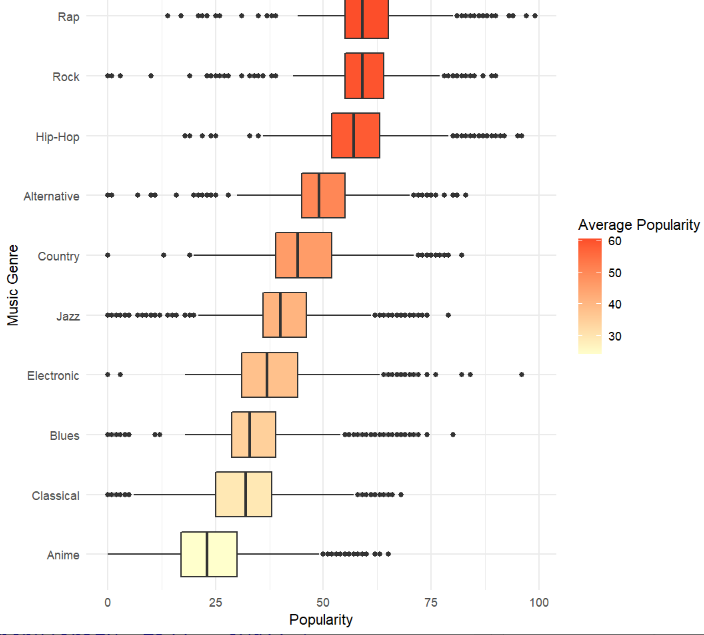 Rap
Rock
Hip-Hop
Alternative
Country
Jazz
Electronic
Blues
Classical
Anime
Music Genre
0 25 50 75 100
Popularity
Average Popularity
60
50
40
30